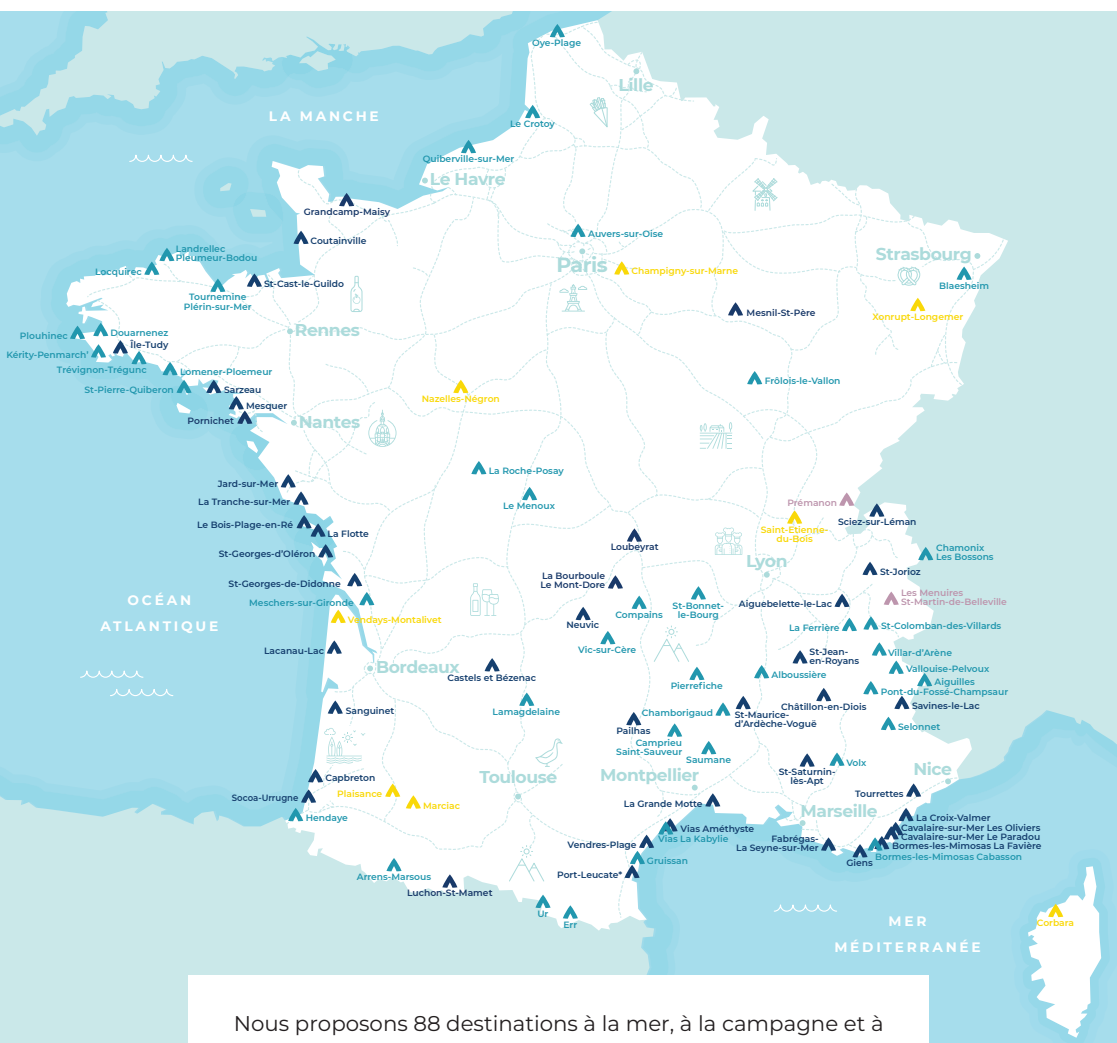 Oye-Plage
Lille
LA MANCHE
Le Crotoy
Quiberville-sur-Mer
Le Havre
Grandcamp-Maisy
Coutainville
Auvers-sur-Oise
Landrellec
Pleumeur-Bodou
Strasbourg
Paris
Champigny-sur-Marne
Locquirec
St-Cast-le-Guildo
Blaesheim
Tournemine
Plérin-sur-Mer
Mesnil-St-Père
Xonrupt-Longemer
Rennes
Plouhinec
Douarnenez
Île-Tudy
Kérity-Penmarch'
Trévignon-Trégunc
Lomener-Ploemeur
Frôlois-le-Vallon
St-Pierre-Quiberon
Sarzeau
Nazelles-Négron
Mesquer
Pornichet
Nantes
La Roche-Posay
Jard-sur-Mer
Le Menoux
La Tranche-sur-Mer
Prémanon
Le Bois-Plage-en-Ré
La Flotte
Saint-Etienne-
du-Bois
Sciez-sur-Léman
Loubeyrat
St-Georges-d'Oléron
Chamonix
Les Bossons
Lyon
St-Jorioz
La Bourboule
Le Mont-Dore
St-Georges-de-Didonne
Les Menuires
St-Martin-de-Belleville
OCÉAN
ATLANTIQUE
Meschers-sur-Gironde
Compains
St-Bonnet-
le-Bourg
Aiguebelette-le-Lac
Vendays-Montalivet
Neuvic
La Ferrière
St-Colomban-des-Villards
Lacanau-Lac
Vic-sur-Cère
St-Jean-
en-Royans
Villar-d'Arène
Bordeaux
Castels et Bézenac
Vallouise-Pelvoux
Alboussière
Aiguilles
Pierrefiche
Pont-du-Fossé-Champsaur
Sanguinet
Lamagdelaine
Chamborigaud
St-Maurice-
d'Ardèche-Voguë
Châtillon-en-Diois
Savines-le-Lac
Pailhas
Selonnet
Camprieu
Saint-Sauveur
Saumane
Volx
St-Saturnin-
lès-Apt
Nice
Capbreton
Toulouse
Montpellier
Socoa-Urrugne
Plaisance
Marciac
Tourrettes
La Grande Motte
Marseille
Hendaye
La Croix-Valmer
Vias Améthyste
Vias La Kabylie
Cavalaire-sur-Mer Les Oliviers
Cavalaire-sur-Mer Le Paradou
Vendres-Plage
Fabrégas-
La Seyne-sur-Mer
Bormes-les-Mimosas La Favière
Bormes-les-Mimosas Cabasson
Giens
Gruissan
Port-Leucate*
Arrens-Marsous
Luchon-St-Mamet
Ur
Err
MER
MÉDITERRANÉE
Corbara
Nous proposons 88 destinations à la mer, à la campagne et à